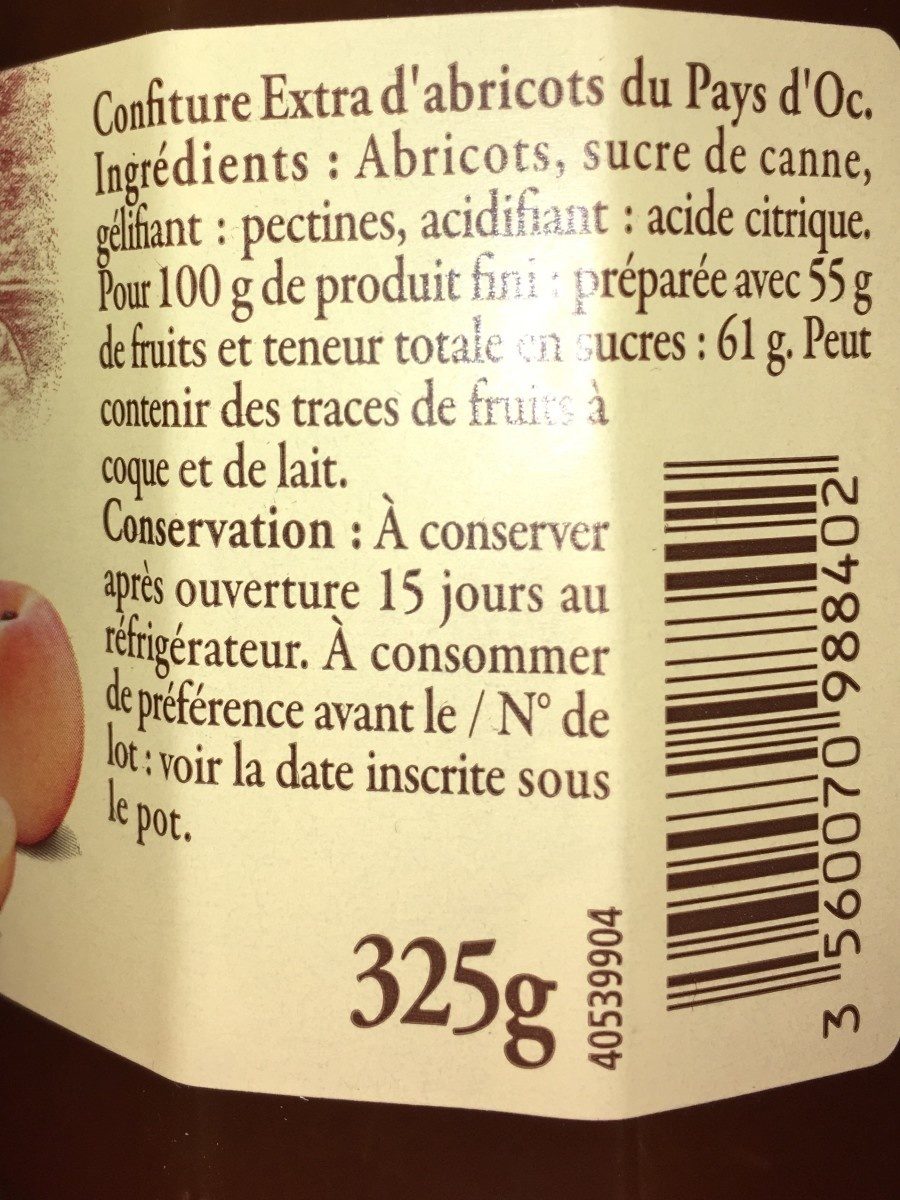 Confiture Extra d'abricots du Pays d'Oc.
Ingrédients : Abricots, sucre de canne,
gélifiant : pectines, acidifiant : acide citrique.
Pour 100 g de produit fini : préparée avec 55 g
de fruits et teneur totale en sucres : 61 g. Peut
contenir des traces de fruits à
coque et de lait.
Conservation : À conserver
après ouverture 15 jours au
réfrigérateur. À consommer
de préférence avant le / N° de
lot : voir la date inscrite sous
le pot.
325g
40539904
3 560070 988402